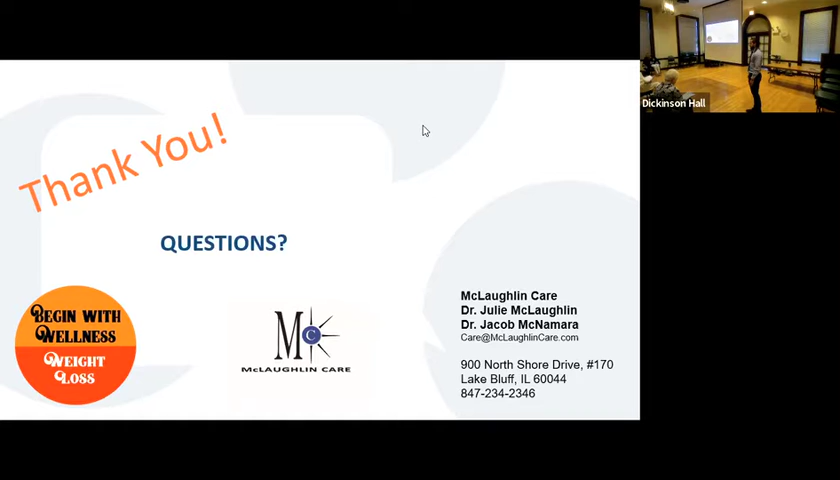 Thank You!
QUESTIONS?
BEGIN WITH
WELLNESS
WEIGHT
LOSS
M
C
MCLAUGHLIN CARE
McLaughlin Care
Dr. Julie McLaughlin
Dr. Jacob McNamara
Care@McLaughlinCare.com
900 North Shore Drive, #170
Lake Bluff, IL 60044
847-234-2346
Dickinson Hall